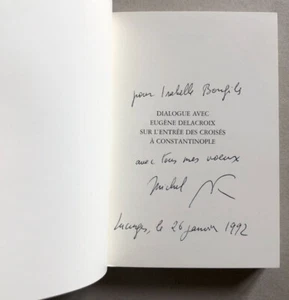 pour Isabelle
DIALOGUE AVEC
EUGÈNE DELACROIX
SUR L'ENTRÉE DES CROISÉS
À CONSTANTINOPLE
avec tous mes voeux
Michel
Lucinges, le 26 janvier 1992